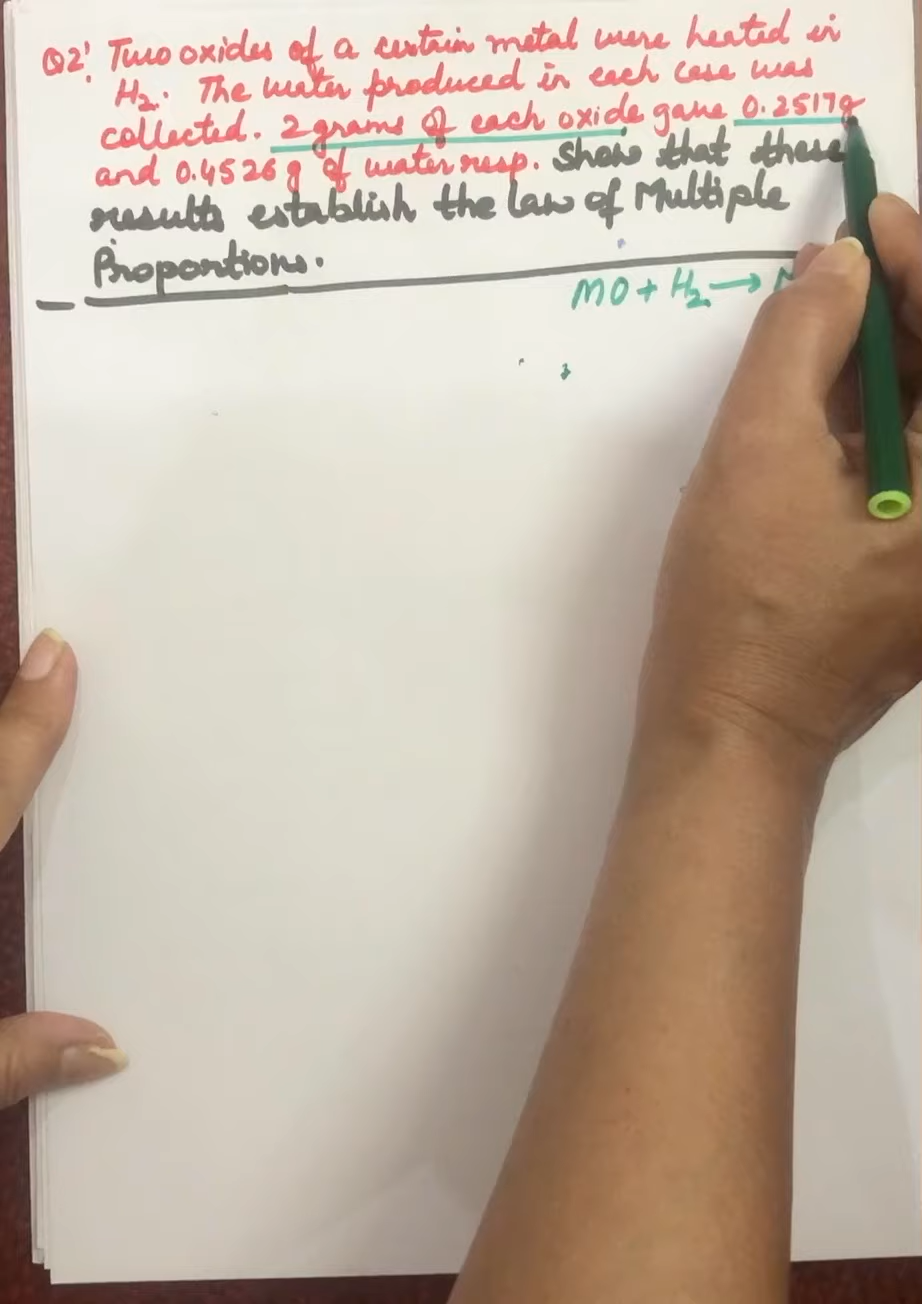 Q2: Two oxides of a certain metal were heated in
H₂. The water produced in each case was
collected. 2 grams of each oxide gave 0.2517g
and 0.4526g of water resp. Show that these
results establish the law of Multiple
Proportions.
MO + H₂ →